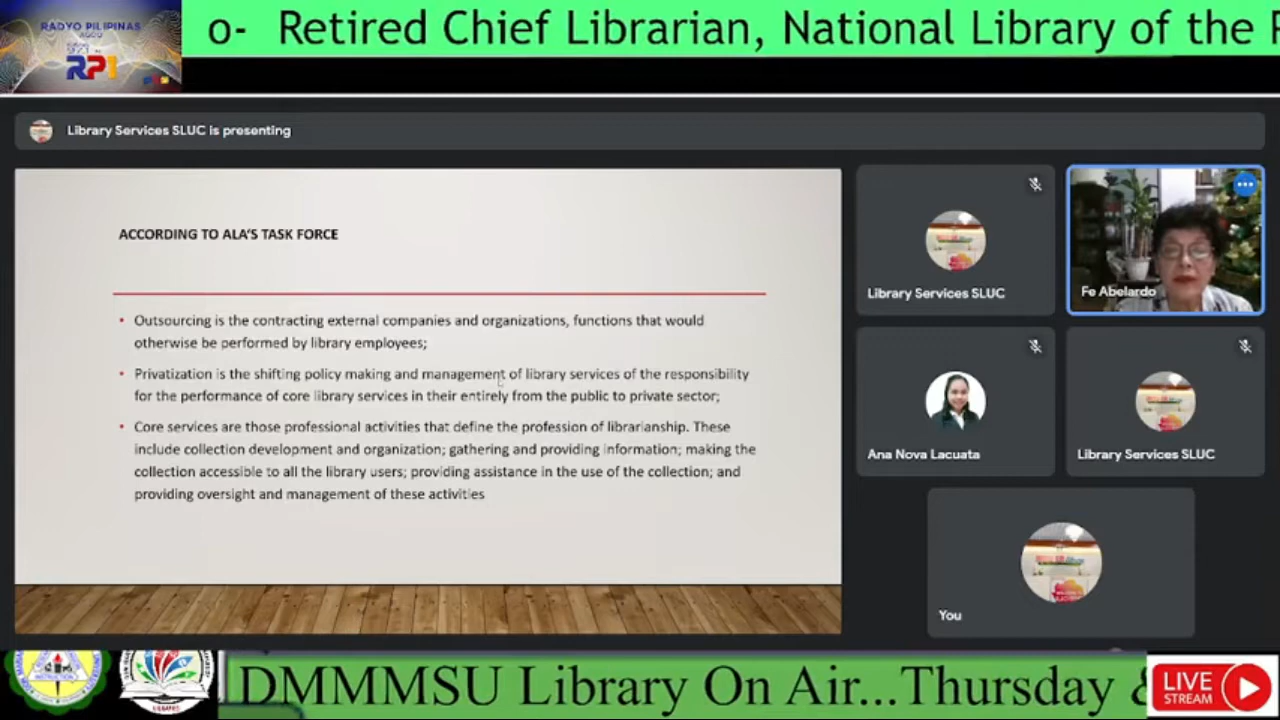 RADYO PILIPINAS
AGOO
RP1
o- Retired Chief Librarian, National Library of the
Library Services SLUC is presenting
ACCORDING TO ALA'S TASK FORCE
• Outsourcing is the contracting external companies and organizations, functions that would
otherwise be performed by library employees;
• Privatization is the shifting policy making and management of library services of the responsibility
for the performance of core library services in their entirely from the public to private sector;
• Core services are those professional activities that define the profession of librarianship. These
include collection development and organization; gathering and providing information; making the
collection accessible to all the library users; providing assistance in the use of the collection; and
providing oversight and management of these activities
Library Services SLUC
Fe Abelardo
Ana Nova Lacuata
Library Services SLUC
You
DMMMSU Library On Air...Thursday
LIVE
STREAM